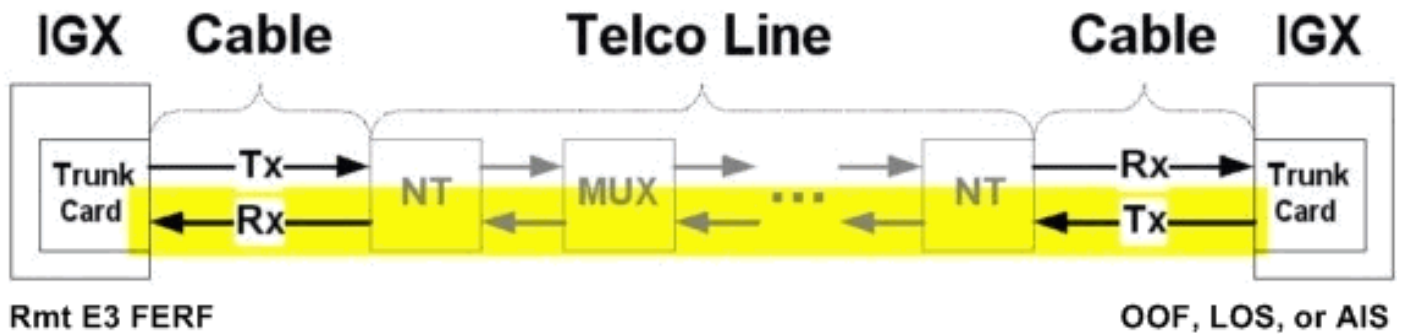 IGX Cable Telco Line Cable IGX
Trunk Card
Tx
Rx
NT
MUX
...
NT
Rx
Tx
Trunk Card
Rmt E3 FERF
OOF, LOS, or AIS